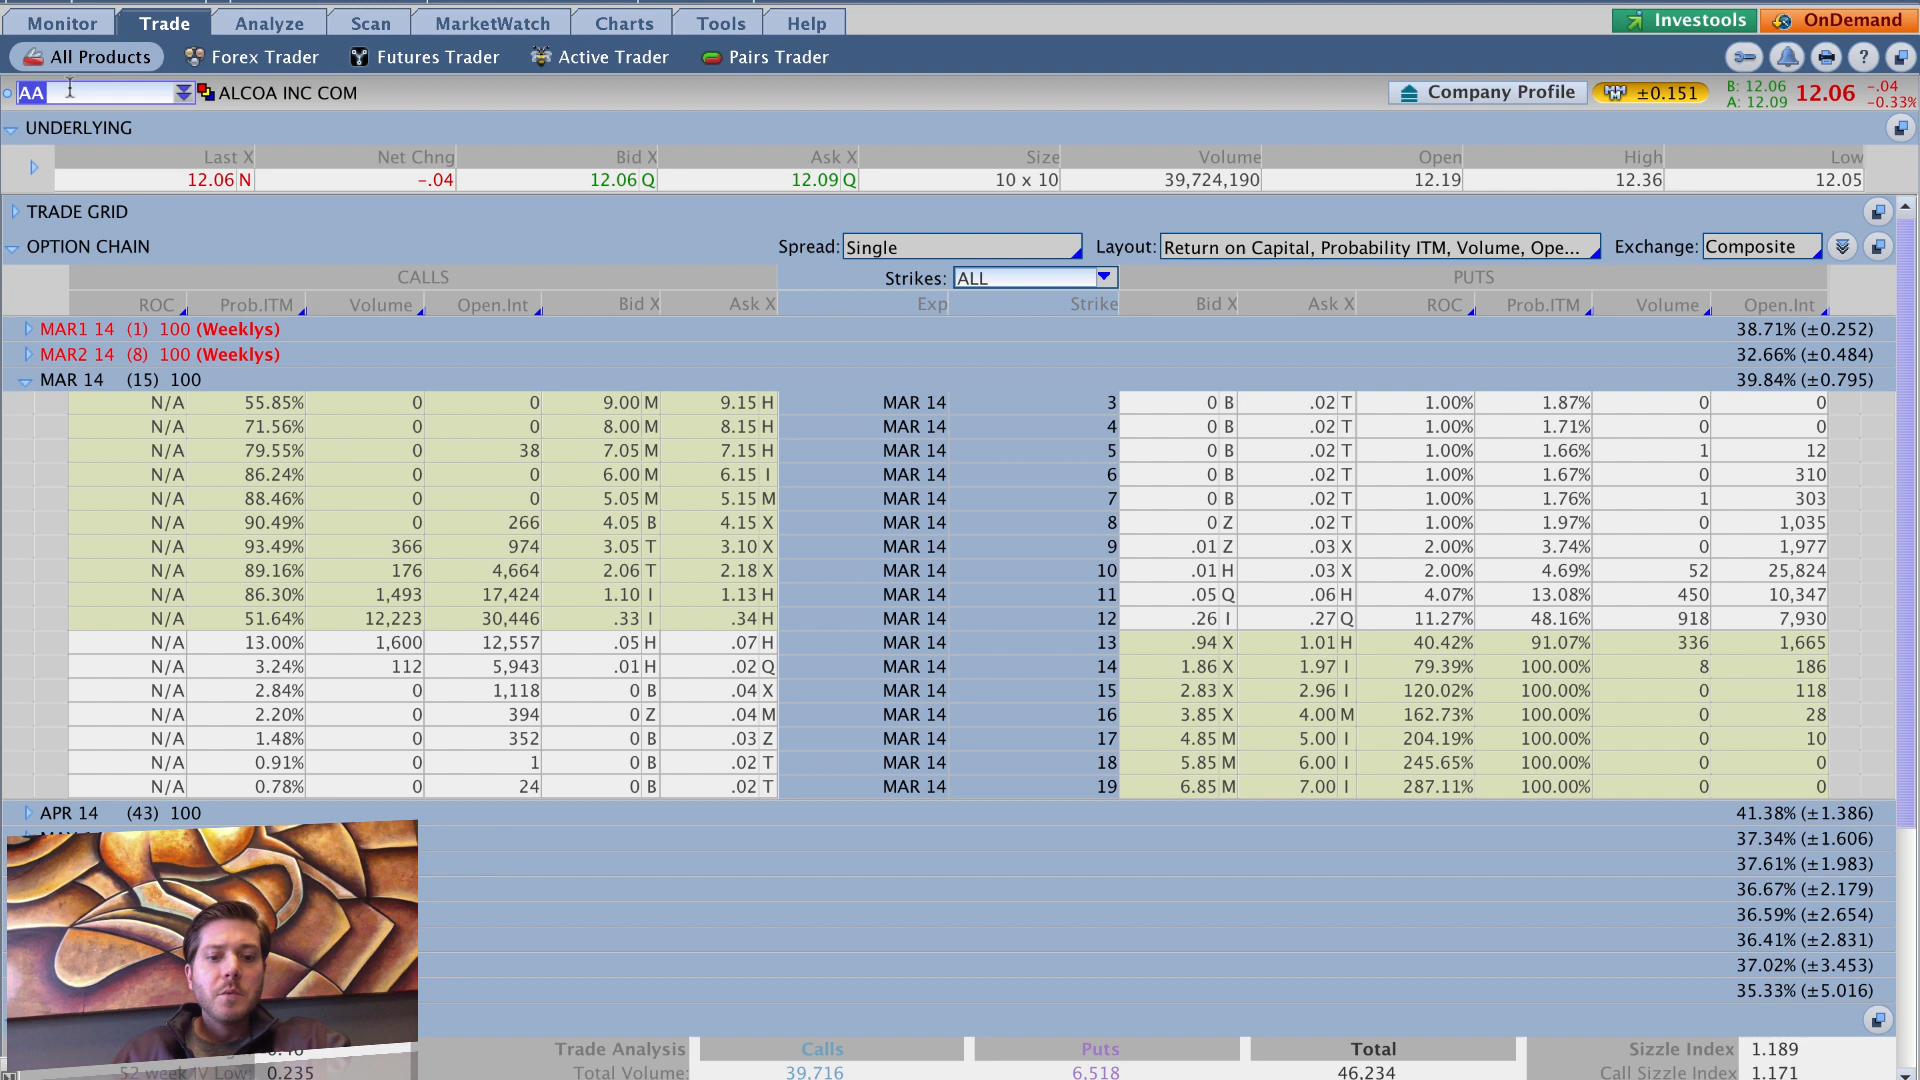 Monitor Trade Analyze Scan MarketWatch Charts Tools Help Investools OnDemand
All Products Forex Trader Futures Trader Active Trader Pairs Trader ?
AA ALCOA INC COM Company Profile ±0.151 B: 12.06 A: 12.09 12.06 -.04 -0.33%
UNDERLYING
Last X Net Chng Bid X Ask X Size Volume Open High Low
12.06 N -.04 12.06 Q 12.09 Q 10 x 10 39,724,190 12.19 12.36 12.05
TRADE GRID
OPTION CHAIN Spread: Single Layout: Return on Capital, Probability ITM, Volume, Ope... Exchange: Composite
CALLS Strikes: ALL PUTS
ROC Prob.ITM Volume Open.Int Bid X Ask X Exp Strike Bid X Ask X ROC Prob.ITM Volume Open.Int
MAR1 14 (1) 100 (Weeklys) 38.71% (±0.252)
MAR2 14 (8) 100 (Weeklys) 32.66% (±0.484)
MAR 14 (15) 100 39.84% (±0.795)
N/A 55.85% 0 0 9.00 M 9.15 H MAR 14 3 0 B .02 T 1.00% 1.87% 0 0
N/A 71.56% 0 0 8.00 M 8.15 H MAR 14 4 0 B .02 T 1.00% 1.71% 0 0
N/A 79.55% 0 38 7.05 M 7.15 H MAR 14 5 0 B .02 T 1.00% 1.66% 1 12
N/A 86.24% 0 0 6.00 M 6.15 I MAR 14 6 0 B .02 T 1.00% 1.67% 0 310
N/A 88.46% 0 0 5.05 M 5.15 M MAR 14 7 0 B .02 T 1.00% 1.76% 1 303
N/A 90.49% 0 266 4.05 B 4.15 X MAR 14 8 0 Z .02 T 1.00% 1.97% 0 1,035
N/A 93.49% 366 974 3.05 T 3.10 X MAR 14 9 .01 Z .03 X 2.00% 3.74% 0 1,977
N/A 89.16% 176 4,664 2.06 T 2.18 X MAR 14 10 .01 H .03 X 2.00% 4.69% 52 25,824
N/A 86.30% 1,493 17,424 1.10 I 1.13 H MAR 14 11 .05 Q .06 H 4.07% 13.08% 450 10,347
N/A 51.64% 12,223 30,446 .33 I .34 H MAR 14 12 .26 I .27 Q 11.27% 48.16% 918 7,930
N/A 13.00% 1,600 12,557 .05 H .07 H MAR 14 13 .94 X 1.01 H 40.42% 91.07% 336 1,665
N/A 3.24% 112 5,943 .01 H .02 Q MAR 14 14 1.86 X 1.97 I 79.39% 100.00% 8 186
N/A 2.84% 0 1,118 0 B .04 X MAR 14 15 2.83 X 2.96 I 120.02% 100.00% 0 118
N/A 2.20% 0 394 0 Z .04 M MAR 14 16 3.85 X 4.00 M 162.73% 100.00% 0 28
N/A 1.48% 0 352 0 B .03 Z MAR 14 17 4.85 M 5.00 I 204.19% 100.00% 0 10
N/A 0.91% 0 1 0 B .02 T MAR 14 18 5.85 M 6.00 I 245.65% 100.00% 0 0
N/A 0.78% 0 24 0 B .02 T MAR 14 19 6.85 M 7.00 I 287.11% 100.00% 0 0
APR 14 (43) 100 41.38% (±1.386)
37.34% (±1.606)
37.61% (±1.983)
36.67% (±2.179)
36.59% (±2.654)
36.41% (±2.831)
37.02% (±3.453)
35.33% (±5.016)
Trade Analysis Calls Puts Total Sizzle Index 1.189
52 week IV Low: 0.235 Total Volume: 39,716 6,518 46,234 Call Sizzle Index 1.171